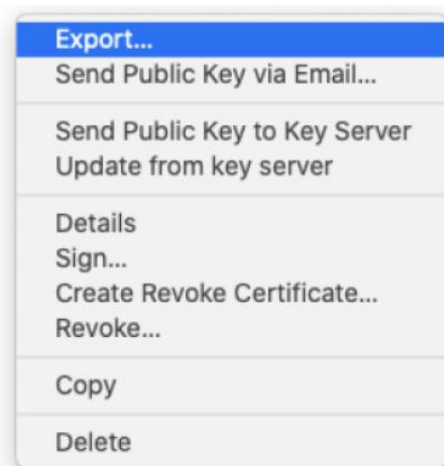 Export...
Send Public Key via Email...
Send Public Key to Key Server
Update from key server
Details
Sign...
Create Revoke Certificate...
Revoke...
Copy
Delete